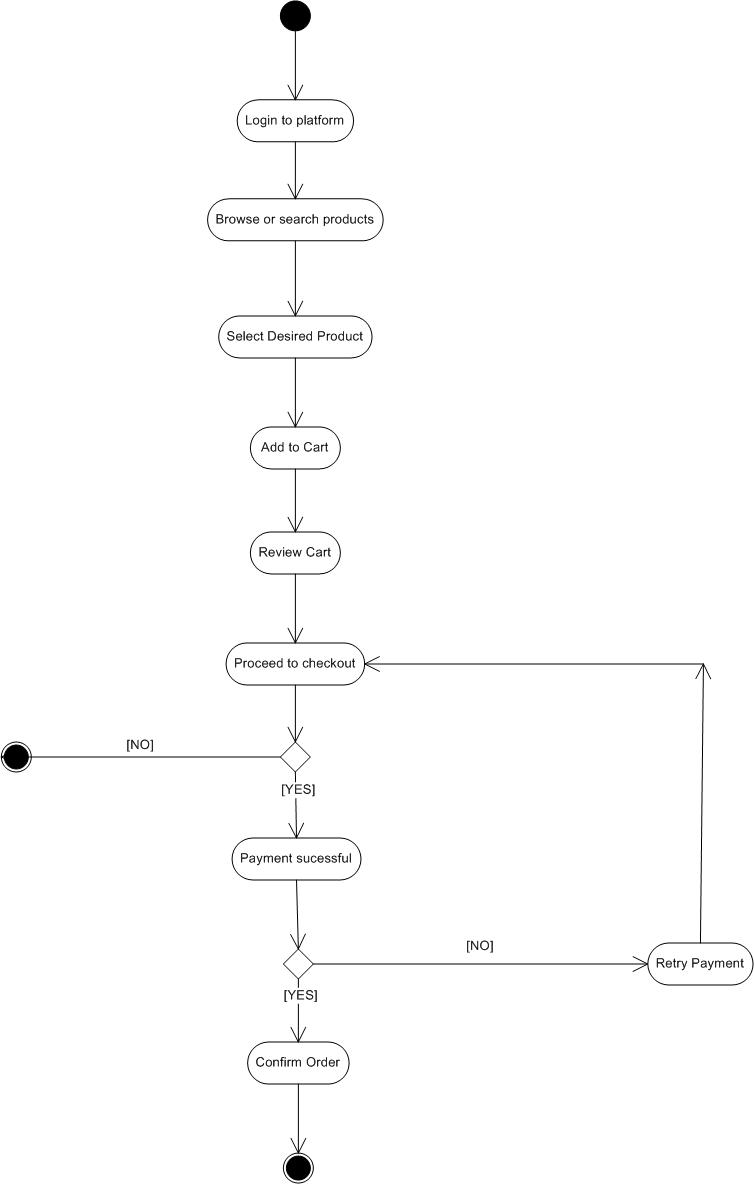 Login to platform
Browse or search products
Select Desired Product
Add to Cart
Review Cart
Proceed to checkout
[NO]
[YES]
Payment sucessful
[NO]
Retry Payment
[YES]
Confirm Order